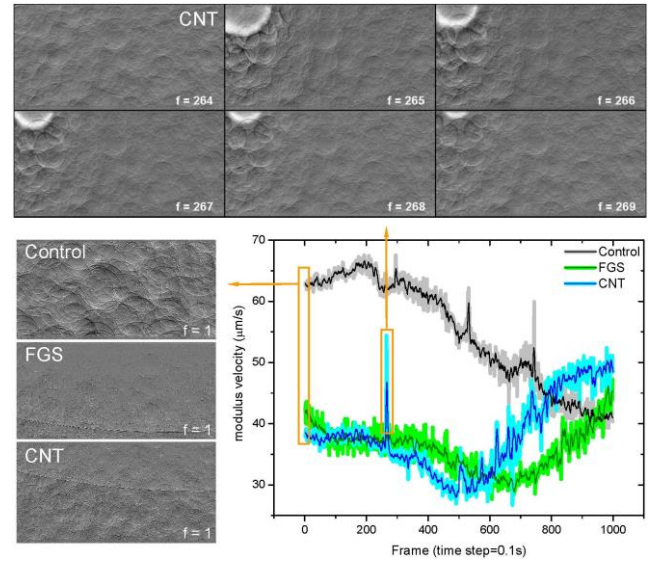 CNT
f = 264
f = 265
f = 266
f = 267
f = 268
f = 269
Control
f = 1
FGS
f = 1
CNT
f = 1
70
60
50
40
30
modulus velocity (μm/s)
Control
FGS
CNT
0 200 400 600 800 1000
Frame (time step=0.1s)